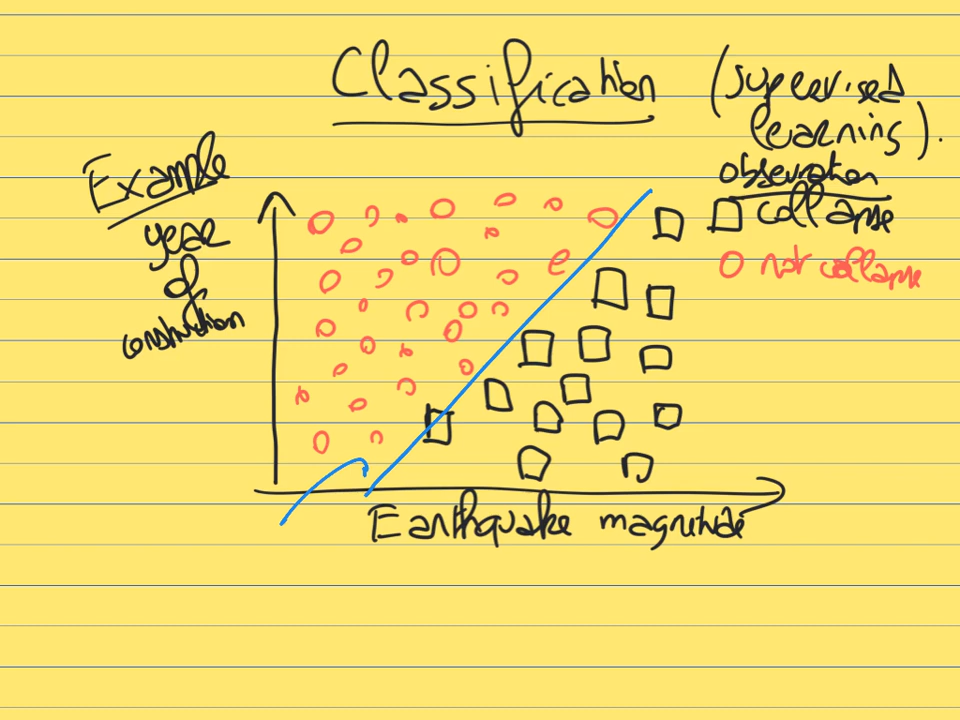 Classification
(supervised
learning).
Example
observation
year
of
construction
collapse
not collapse
Earthquake magnitude